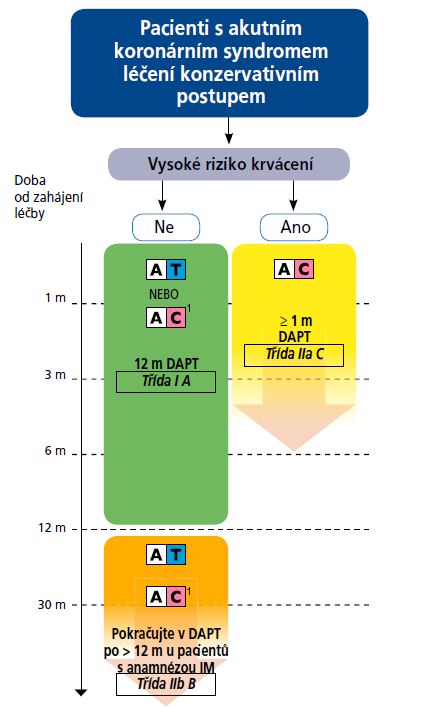 Pacienti s akutním
koronárním syndromem
léčení konzervativním
postupem
Vysoké riziko krvácení
Doba
od zahájení
léčby
Ne
Ano
A T
A C
NEBO
A C 1
1 m
≥ 1 m
DAPT
Třída IIa C
12 m DAPT
Třída I A
3 m
6 m
12 m
A T
A C 1
30 m
Pokračujte v DAPT
po > 12 m u pacientů
s anamnézou IM
Třída IIb B